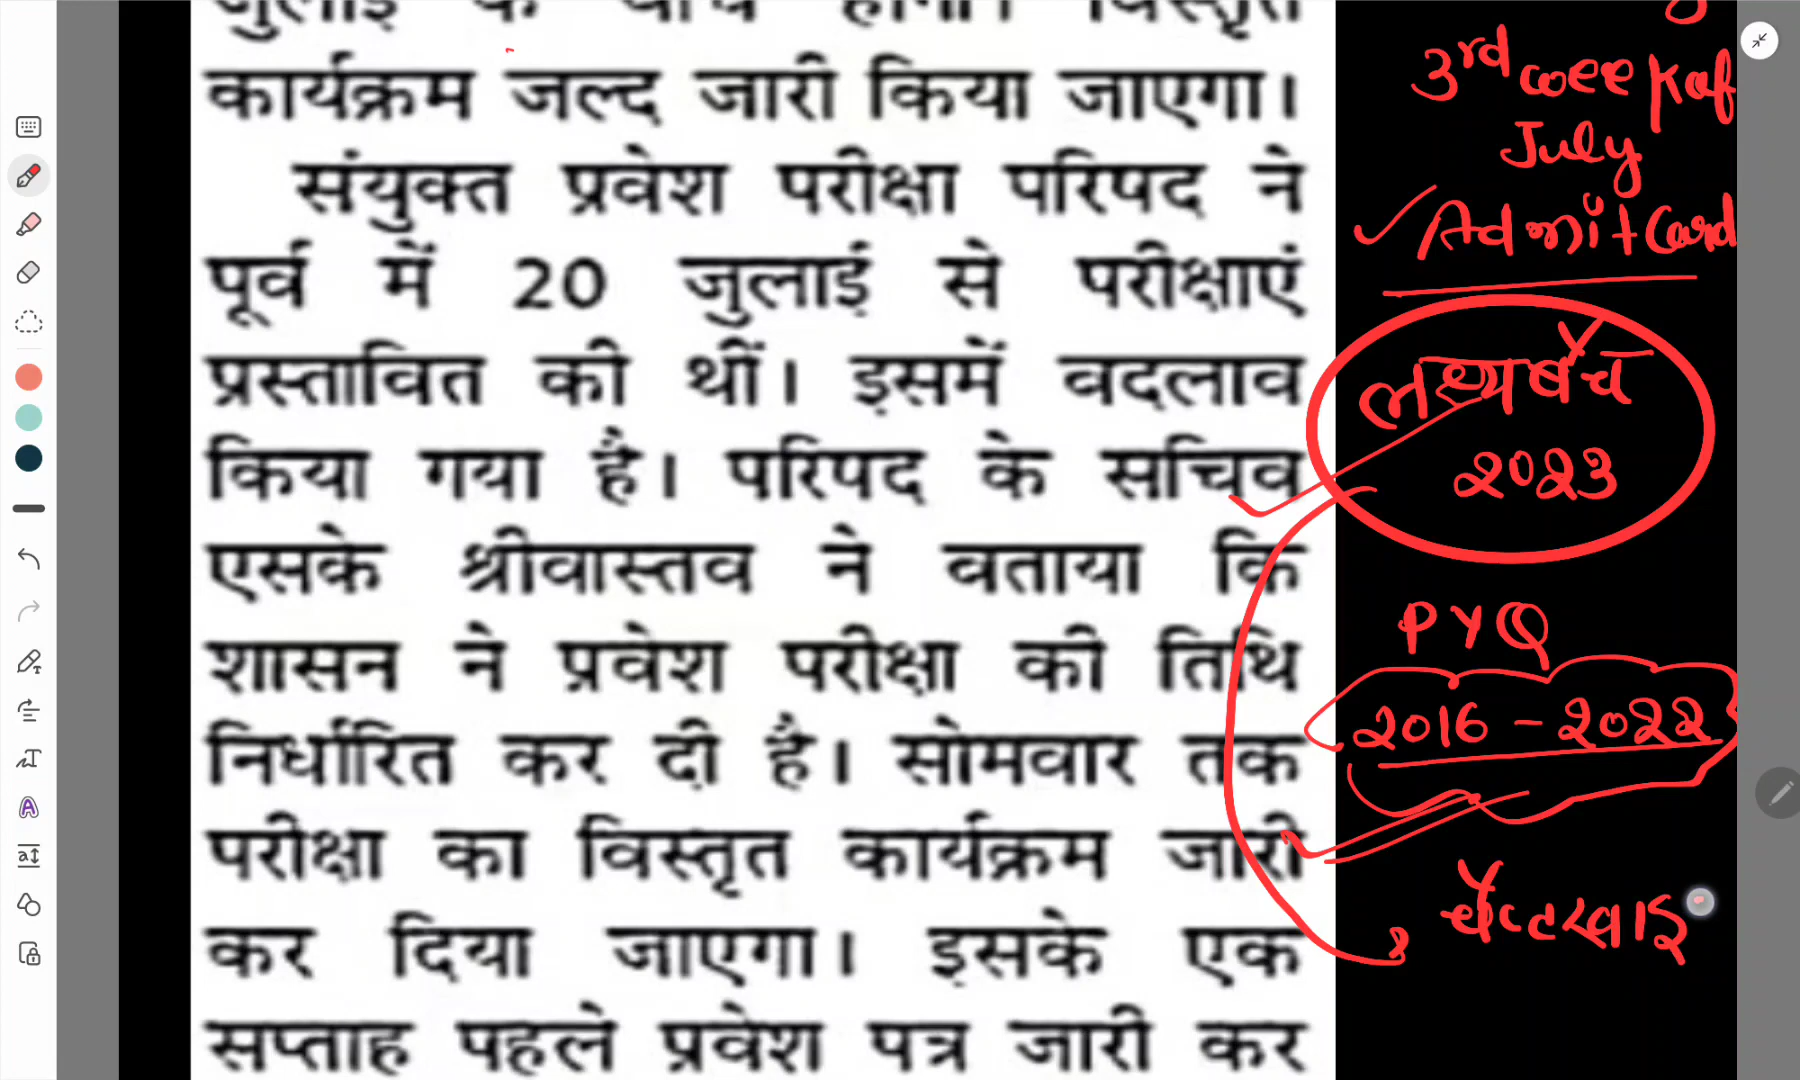 कार्यक्रम जल्द जारी किया जाएगा।
संयुक्त प्रवेश परीक्षा परिषद ने
पूर्व में 20 जुलाई से परीक्षाएं
प्रस्तावित की थीं। इसमें बदलाव
किया गया है। परिषद के सचिव
एसके श्रीवास्तव ने बताया कि
शासन ने प्रवेश परीक्षा की तिथि
निर्धारित कर दी है। सोमवार तक
परीक्षा का विस्तृत कार्यक्रम जारी
कर दिया जाएगा। इसके एक
सप्ताह पहले प्रवेश पत्र जारी कर
3rd week of
July
Admit Card
लक्ष्य बैच
2023
PYQ
2016 - 2022